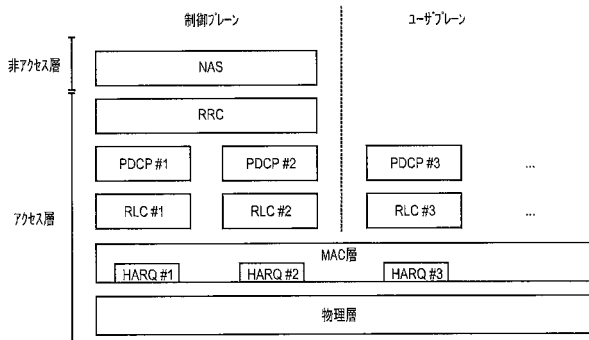 制御プレーン
ユーザプレーン
非アクセス層
NAS
RRC
PDCP #1
PDCP #2
PDCP #3
...
アクセス層
RLC #1
RLC #2
RLC #3
...
MAC層
HARQ #1
HARQ #2
HARQ #3
物理層